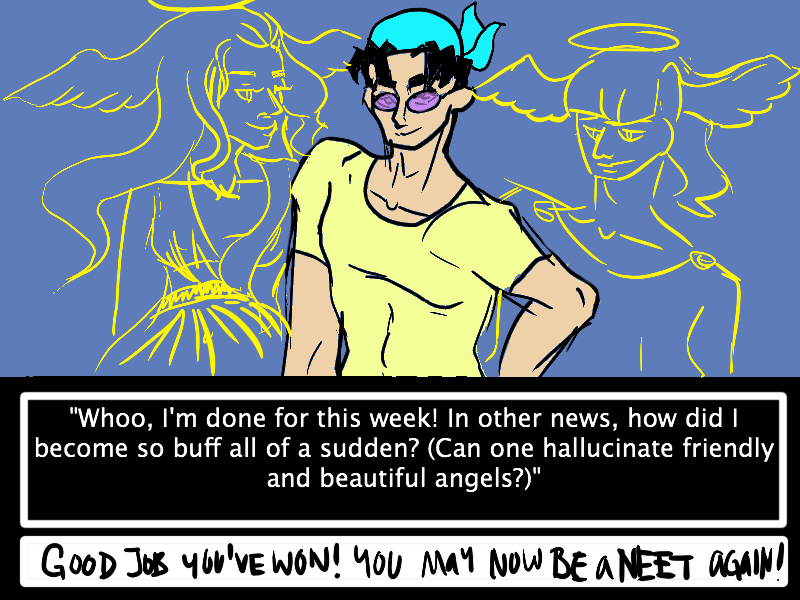 "Whoo, I'm done for this week! In other news, how did I
become so buff all of a sudden? (Can one hallucinate friendly
and beautiful angels?)"
GOOD JOB YOU'VE WON! YOU MAY NOW BE A NEET AGAIN!